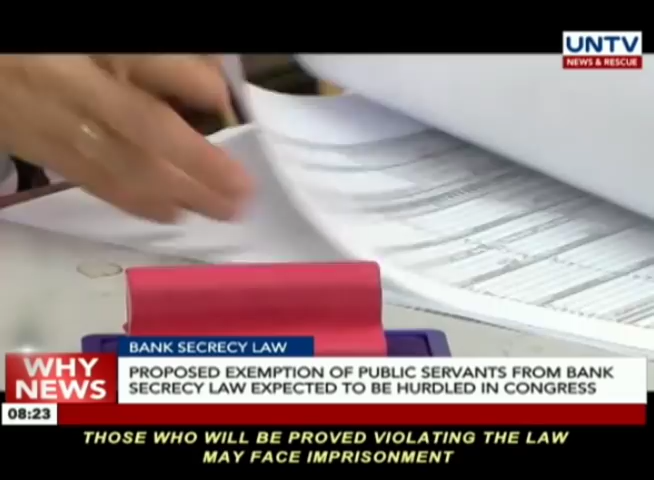 UNTV
NEWS & RESCUE
BANK SECRECY LAW
WHY
NEWS
PROPOSED EXEMPTION OF PUBLIC SERVANTS FROM BANK
SECRECY LAW EXPECTED TO BE HURDLED IN CONGRESS
08:23
THOSE WHO WILL BE PROVED VIOLATING THE LAW
MAY FACE IMPRISONMENT